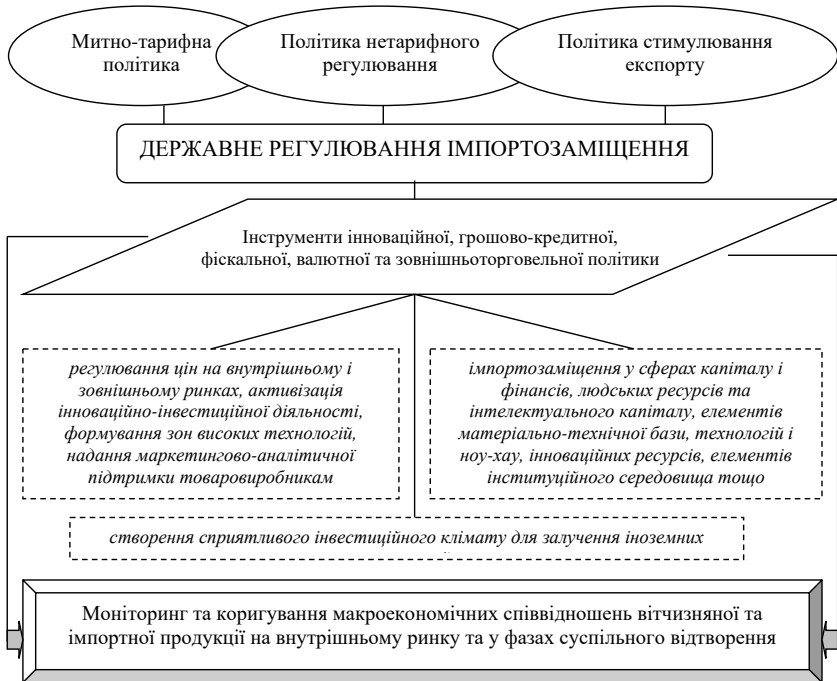 Митно-тарифна
політика
Політика нетарифного
регулювання
Політика стимулювання
експорту
ДЕРЖАВНЕ РЕГУЛЮВАННЯ ІМПОРТОЗАМІЩЕННЯ
Інструменти інноваційної, грошово-кредитної,
фіскальної, валютної та зовнішньоторговельної політики
регулювання цін на внутрішньому і
зовнішньому ринках, активізація
інноваційно-інвестиційної діяльності,
формування зон високих технологій,
надання маркетингово-аналітичної
підтримки товаровиробникам
імпортозаміщення у сферах капіталу і
фінансів, людських ресурсів та
інтелектуального капіталу, елементів
матеріально-технічної бази, технологій і
ноу-хау, інноваційних ресурсів, елементів
інституційного середовища тощо
створення сприятливого інвестиційного клімату для залучення іноземних
Моніторинг та коригування макроекономічних співвідношень вітчизняної та
імпортної продукції на внутрішньому ринку та у фазах суспільного відтворення